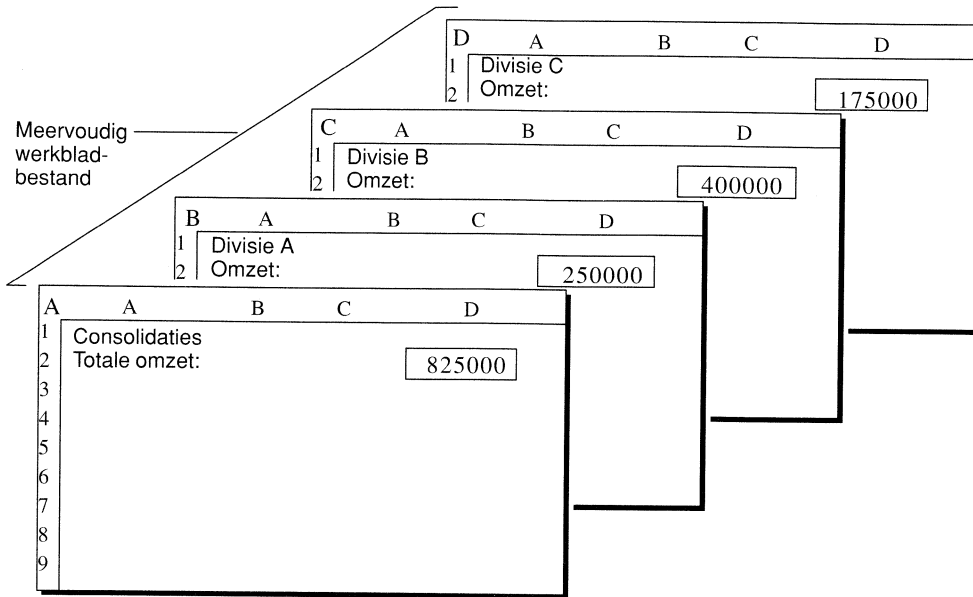 D A B C D
1 Divisie C
2 Omzet: 175000
Meervoudig
werkblad-
bestand
C A B C D
1 Divisie B
2 Omzet: 400000
B A B C D
1 Divisie A
2 Omzet: 250000
A A B C D
1 Consolidaties
2 Totale omzet: 825000
3
4
5
6
7
8
9